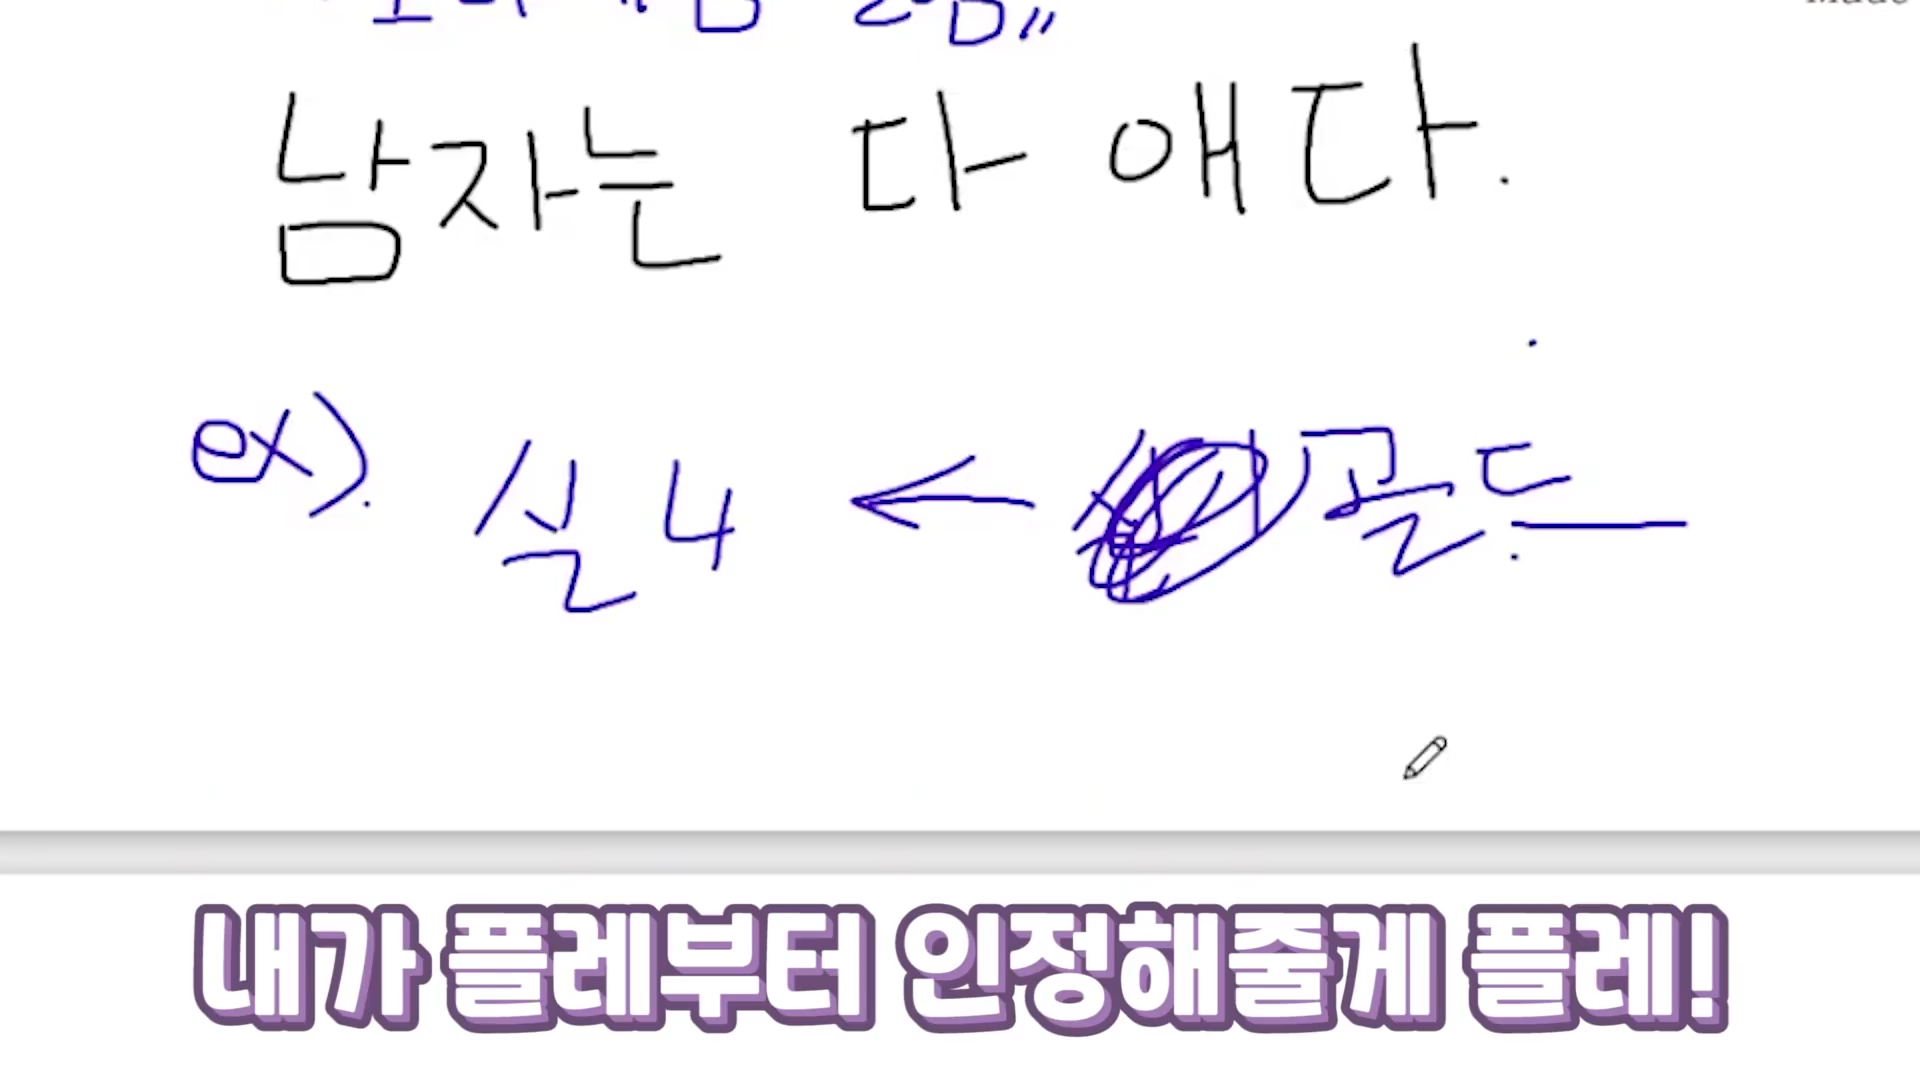 남자는 다 애다.
ex). 실4 ← 골드
내가 플레부터 인정해줄게 플레!